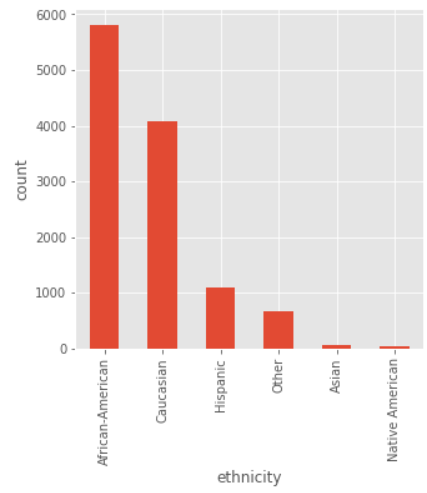 6000
5000
4000
3000
2000
1000
0
count
African-American
Caucasian
Hispanic
Other
Asian
Native American
ethnicity